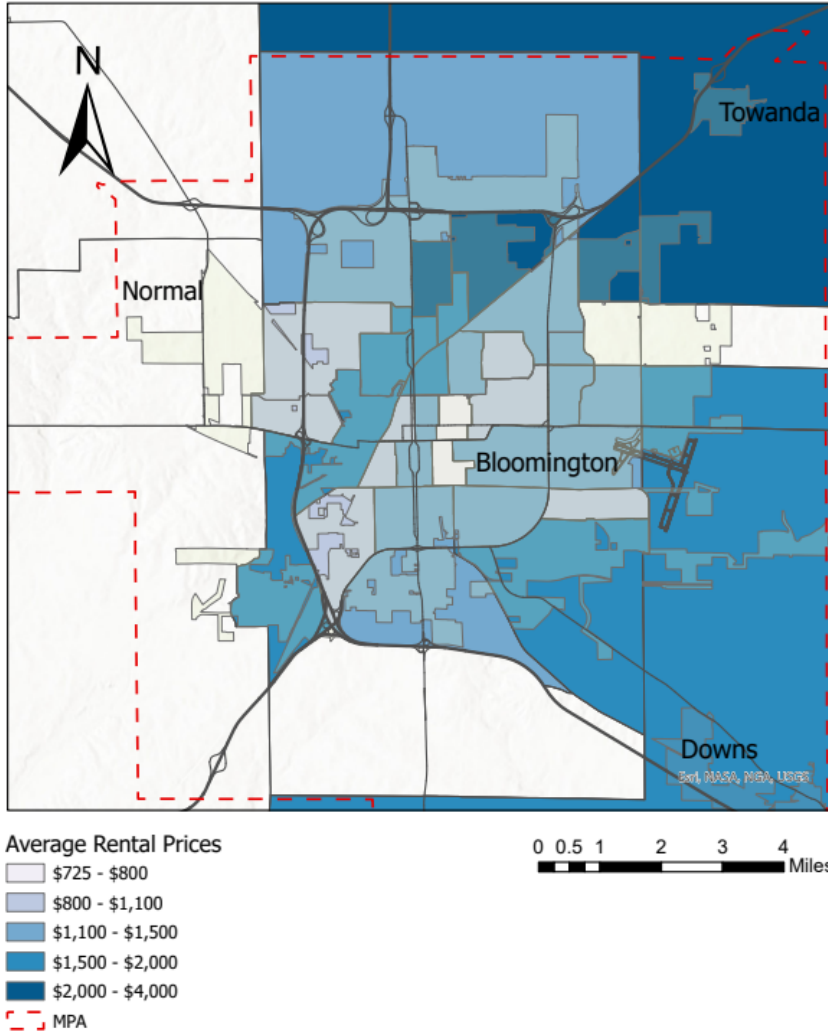 N
Towanda
Normal
Bloomington
Downs
Esri, NASA, NGA, USGS
Average Rental Prices
$725 - $800
$800 - $1,100
$1,100 - $1,500
$1,500 - $2,000
$2,000 - $4,000
MPA
0 0.5 1 2 3 4
Miles